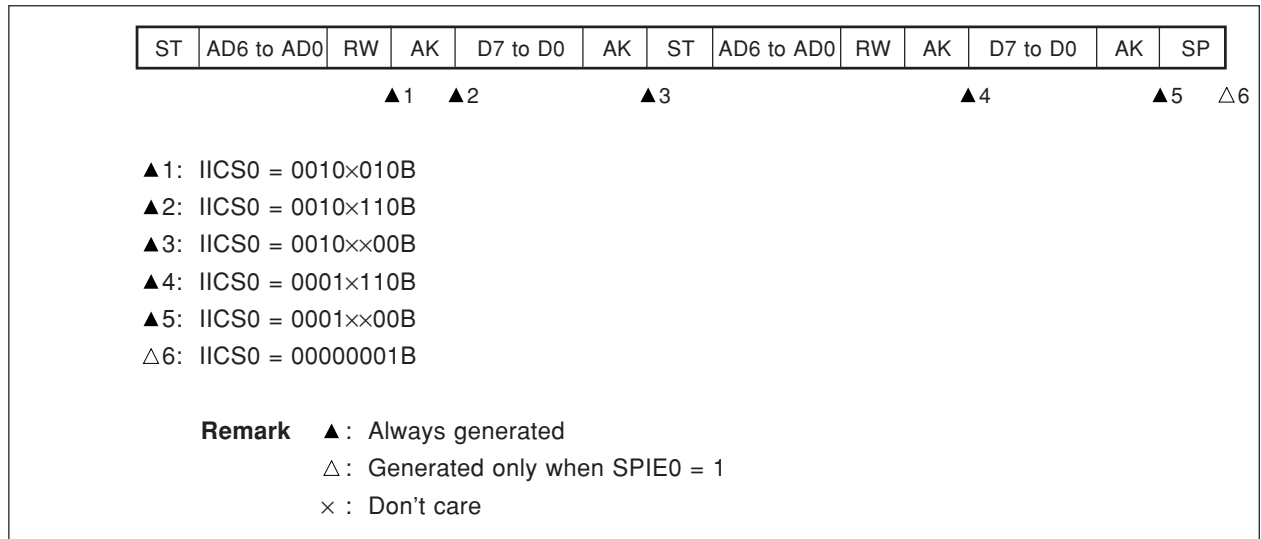 ST AD6 to AD0 RW AK D7 to D0 AK ST AD6 to AD0 RW AK D7 to D0 AK SP
▲1 ▲2 ▲3 ▲4 ▲5 △6
▲1: IICS0 = 0010×010B
▲2: IICS0 = 0010×110B
▲3: IICS0 = 0010××00B
▲4: IICS0 = 0001×110B
▲5: IICS0 = 0001××00B
△6: IICS0 = 00000001B
Remark ▲: Always generated
△: Generated only when SPIE0 = 1
×: Don't care